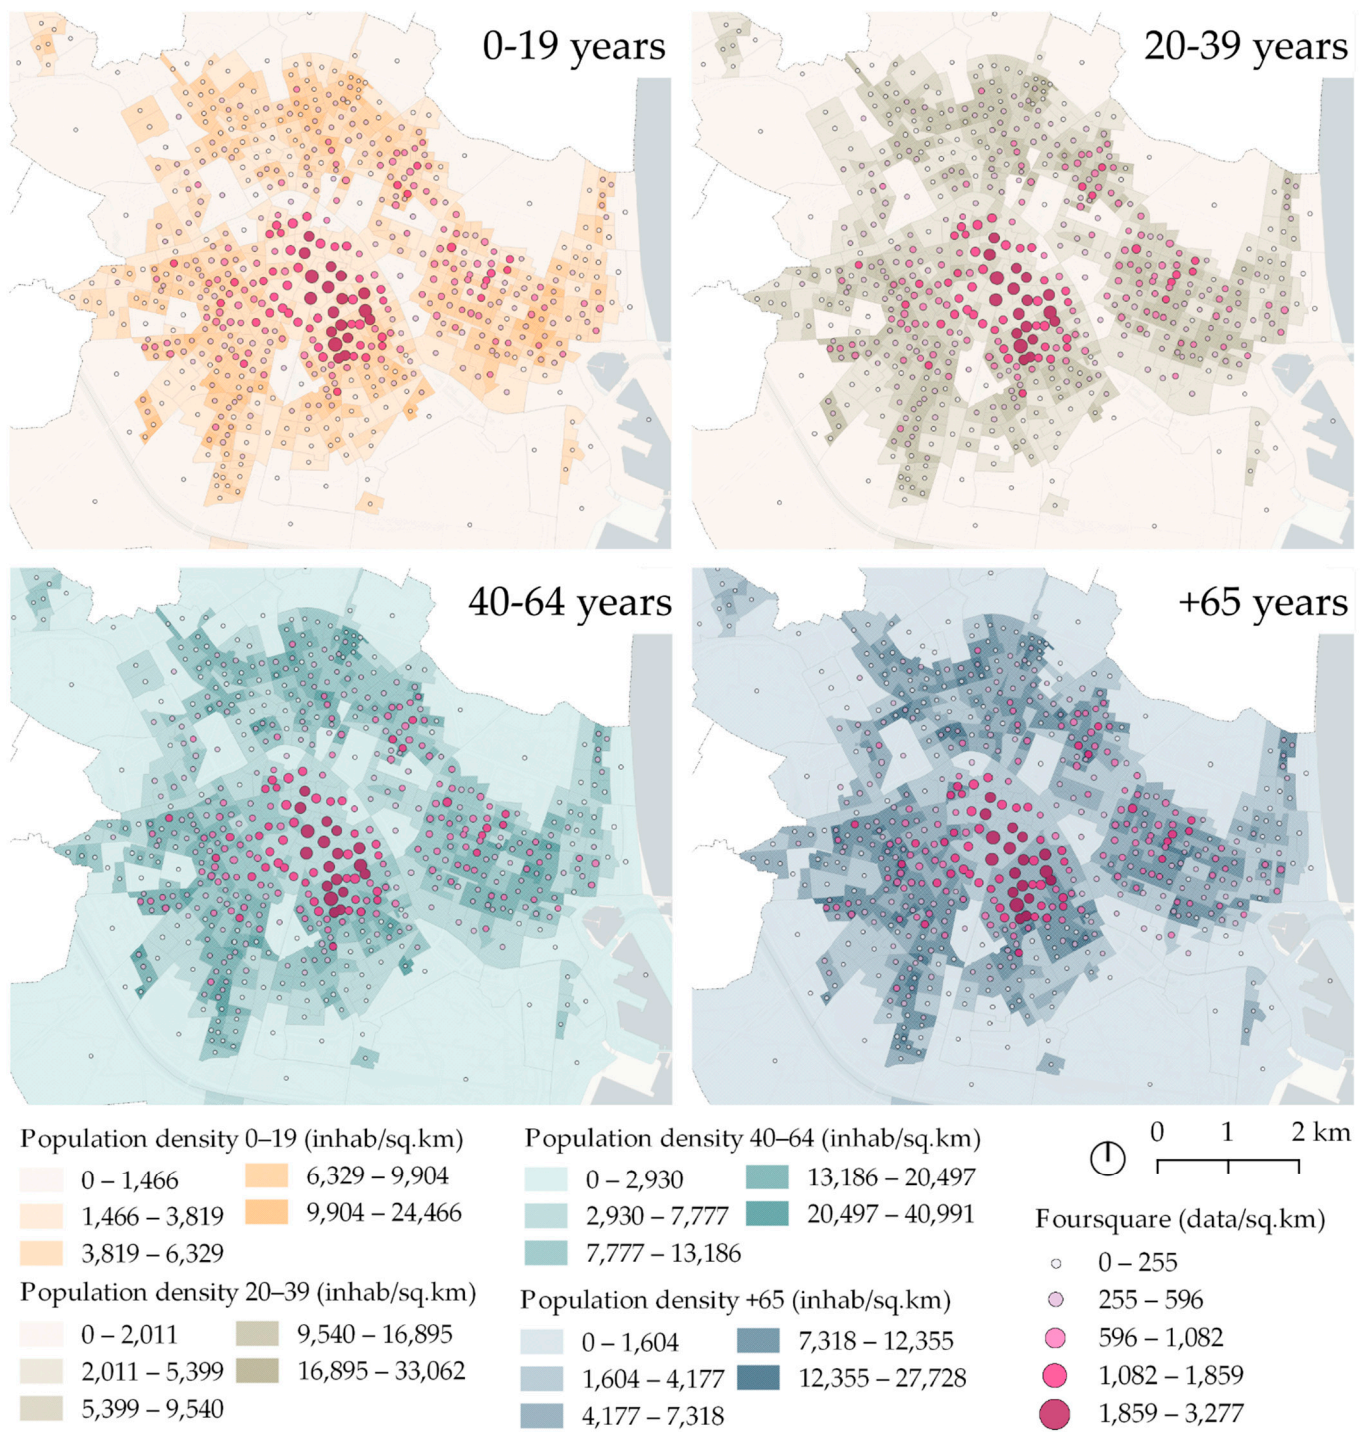 0-19 years
20-39 years
40-64 years
+65 years
Population density 0–19 (inhab/sq.km)
0 – 1,466
1,466 – 3,819
3,819 – 6,329
6,329 – 9,904
9,904 – 24,466
Population density 20–39 (inhab/sq.km)
0 – 2,011
2,011 – 5,399
5,399 – 9,540
9,540 – 16,895
16,895 – 33,062
Population density 40–64 (inhab/sq.km)
0 – 2,930
2,930 – 7,777
7,777 – 13,186
13,186 – 20,497
20,497 – 40,991
Population density +65 (inhab/sq.km)
0 – 1,604
1,604 – 4,177
4,177 – 7,318
7,318 – 12,355
12,355 – 27,728
0 1 2 km
Foursquare (data/sq.km)
0 – 255
255 – 596
596 – 1,082
1,082 – 1,859
1,859 – 3,277